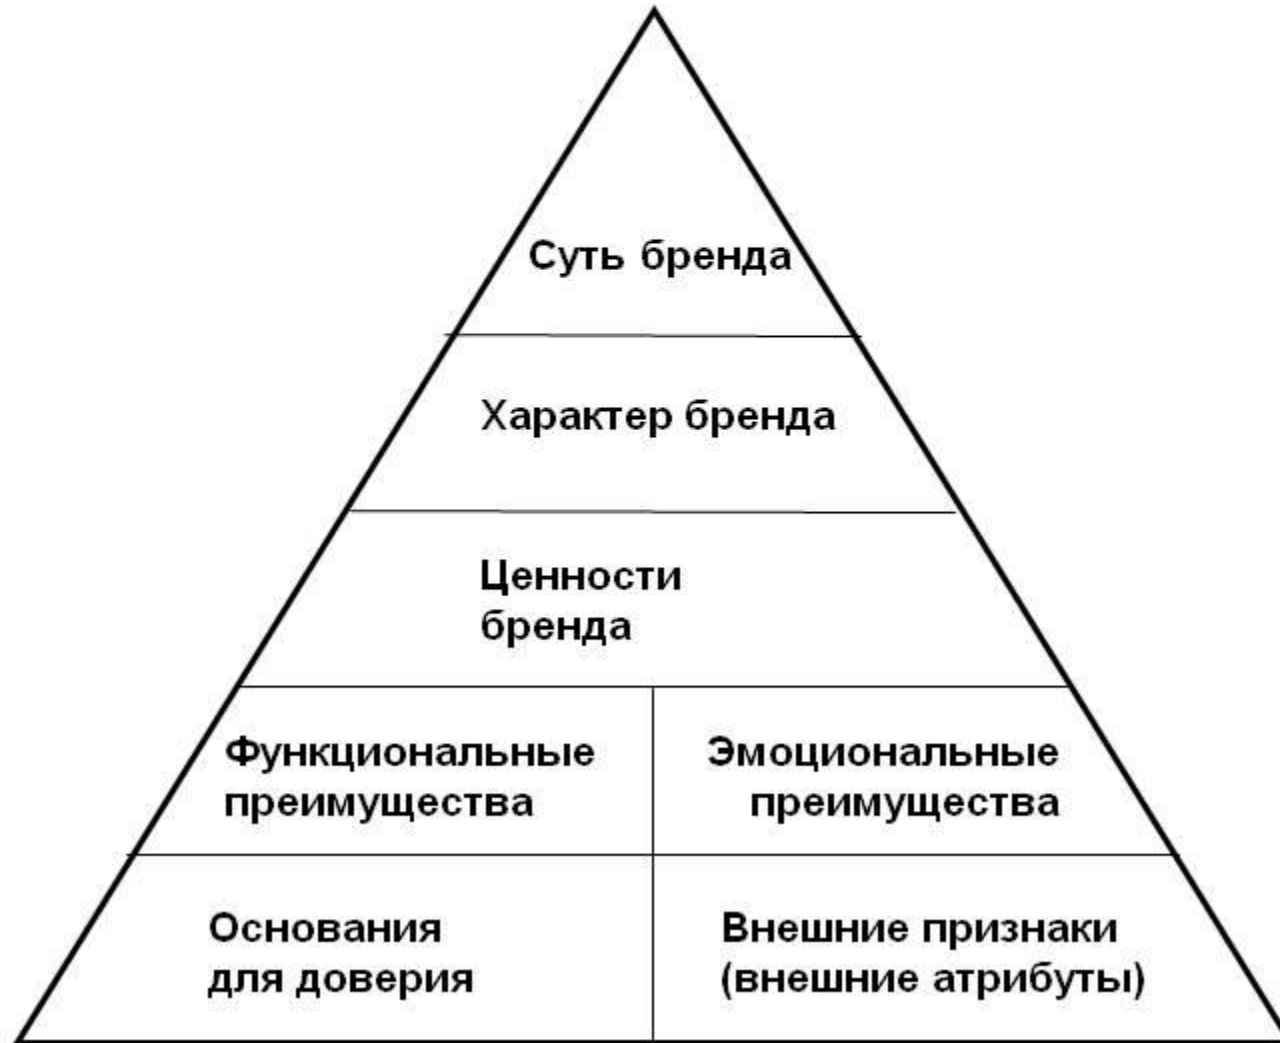 Суть бренда
Характер бренда
Ценности
бренда
Функциональные
преимущества
Эмоциональные
преимущества
Основания
для доверия
Внешние признаки
(внешние атрибуты)